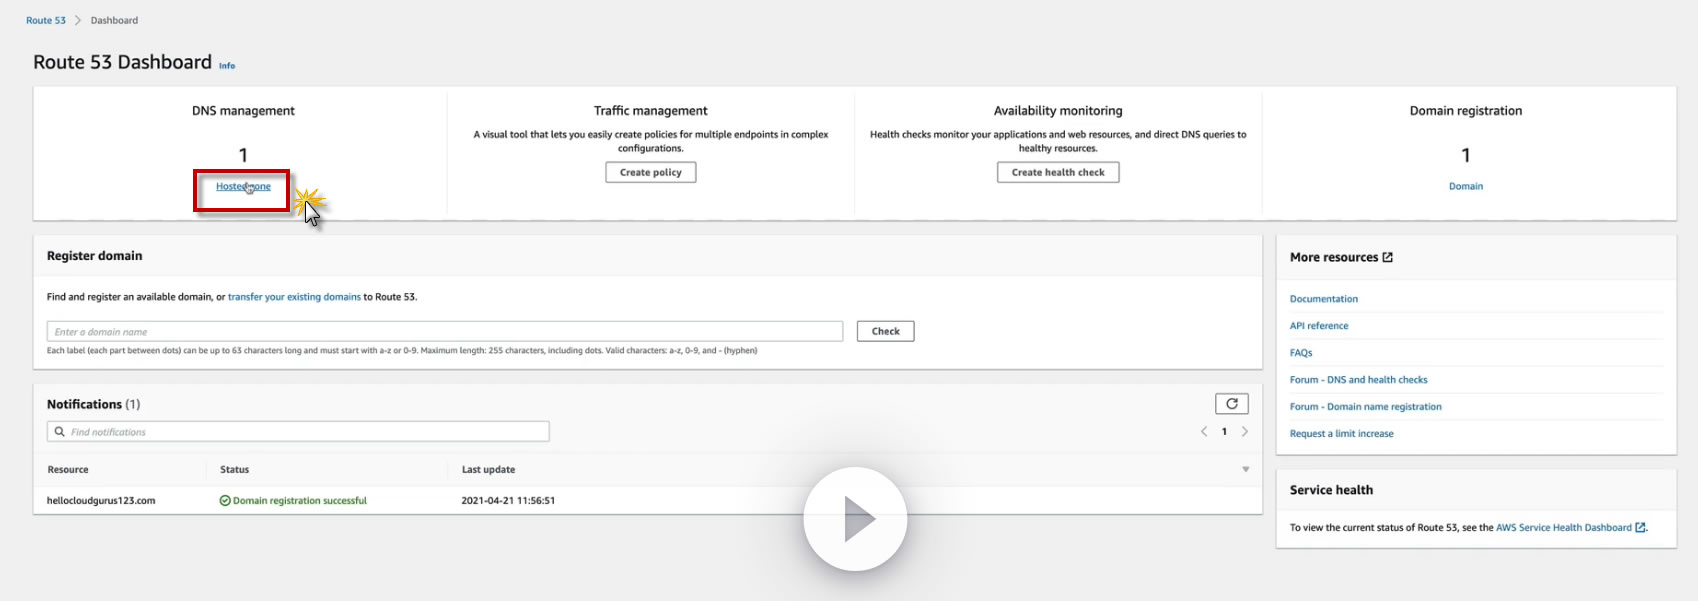 Route 53 > Dashboard
Route 53 Dashboard Info
DNS management
1
Traffic management
A visual tool that lets you easily create policies for multiple endpoints in complex
configurations.
Create policy
Availability monitoring
Health checks monitor your applications and web resources, and direct DNS queries to
healthy resources.
Create health check
Domain registration
1
Domain
Register domain
Find and register an available domain, or transfer your existing domains to Route 53.
Enter a domain name
Check
Each label (each part between dots) can be up to 63 characters long and must start with a-z or 0-9. Maximum length: 255 characters, including dots. Valid characters: a-z, 0-9, and - (hyphen)
Notifications (1)
Find notifications
1
Resource Status Last update
hellocloudgurus123.com Domain registration successful 2021-04-21 11:56:51
More resources
Documentation
API reference
FAQs
Forum - DNS and health checks
Forum - Domain name registration
Request a limit increase
Service health
To view the current status of Route 53, see the AWS Service Health Dashboard.